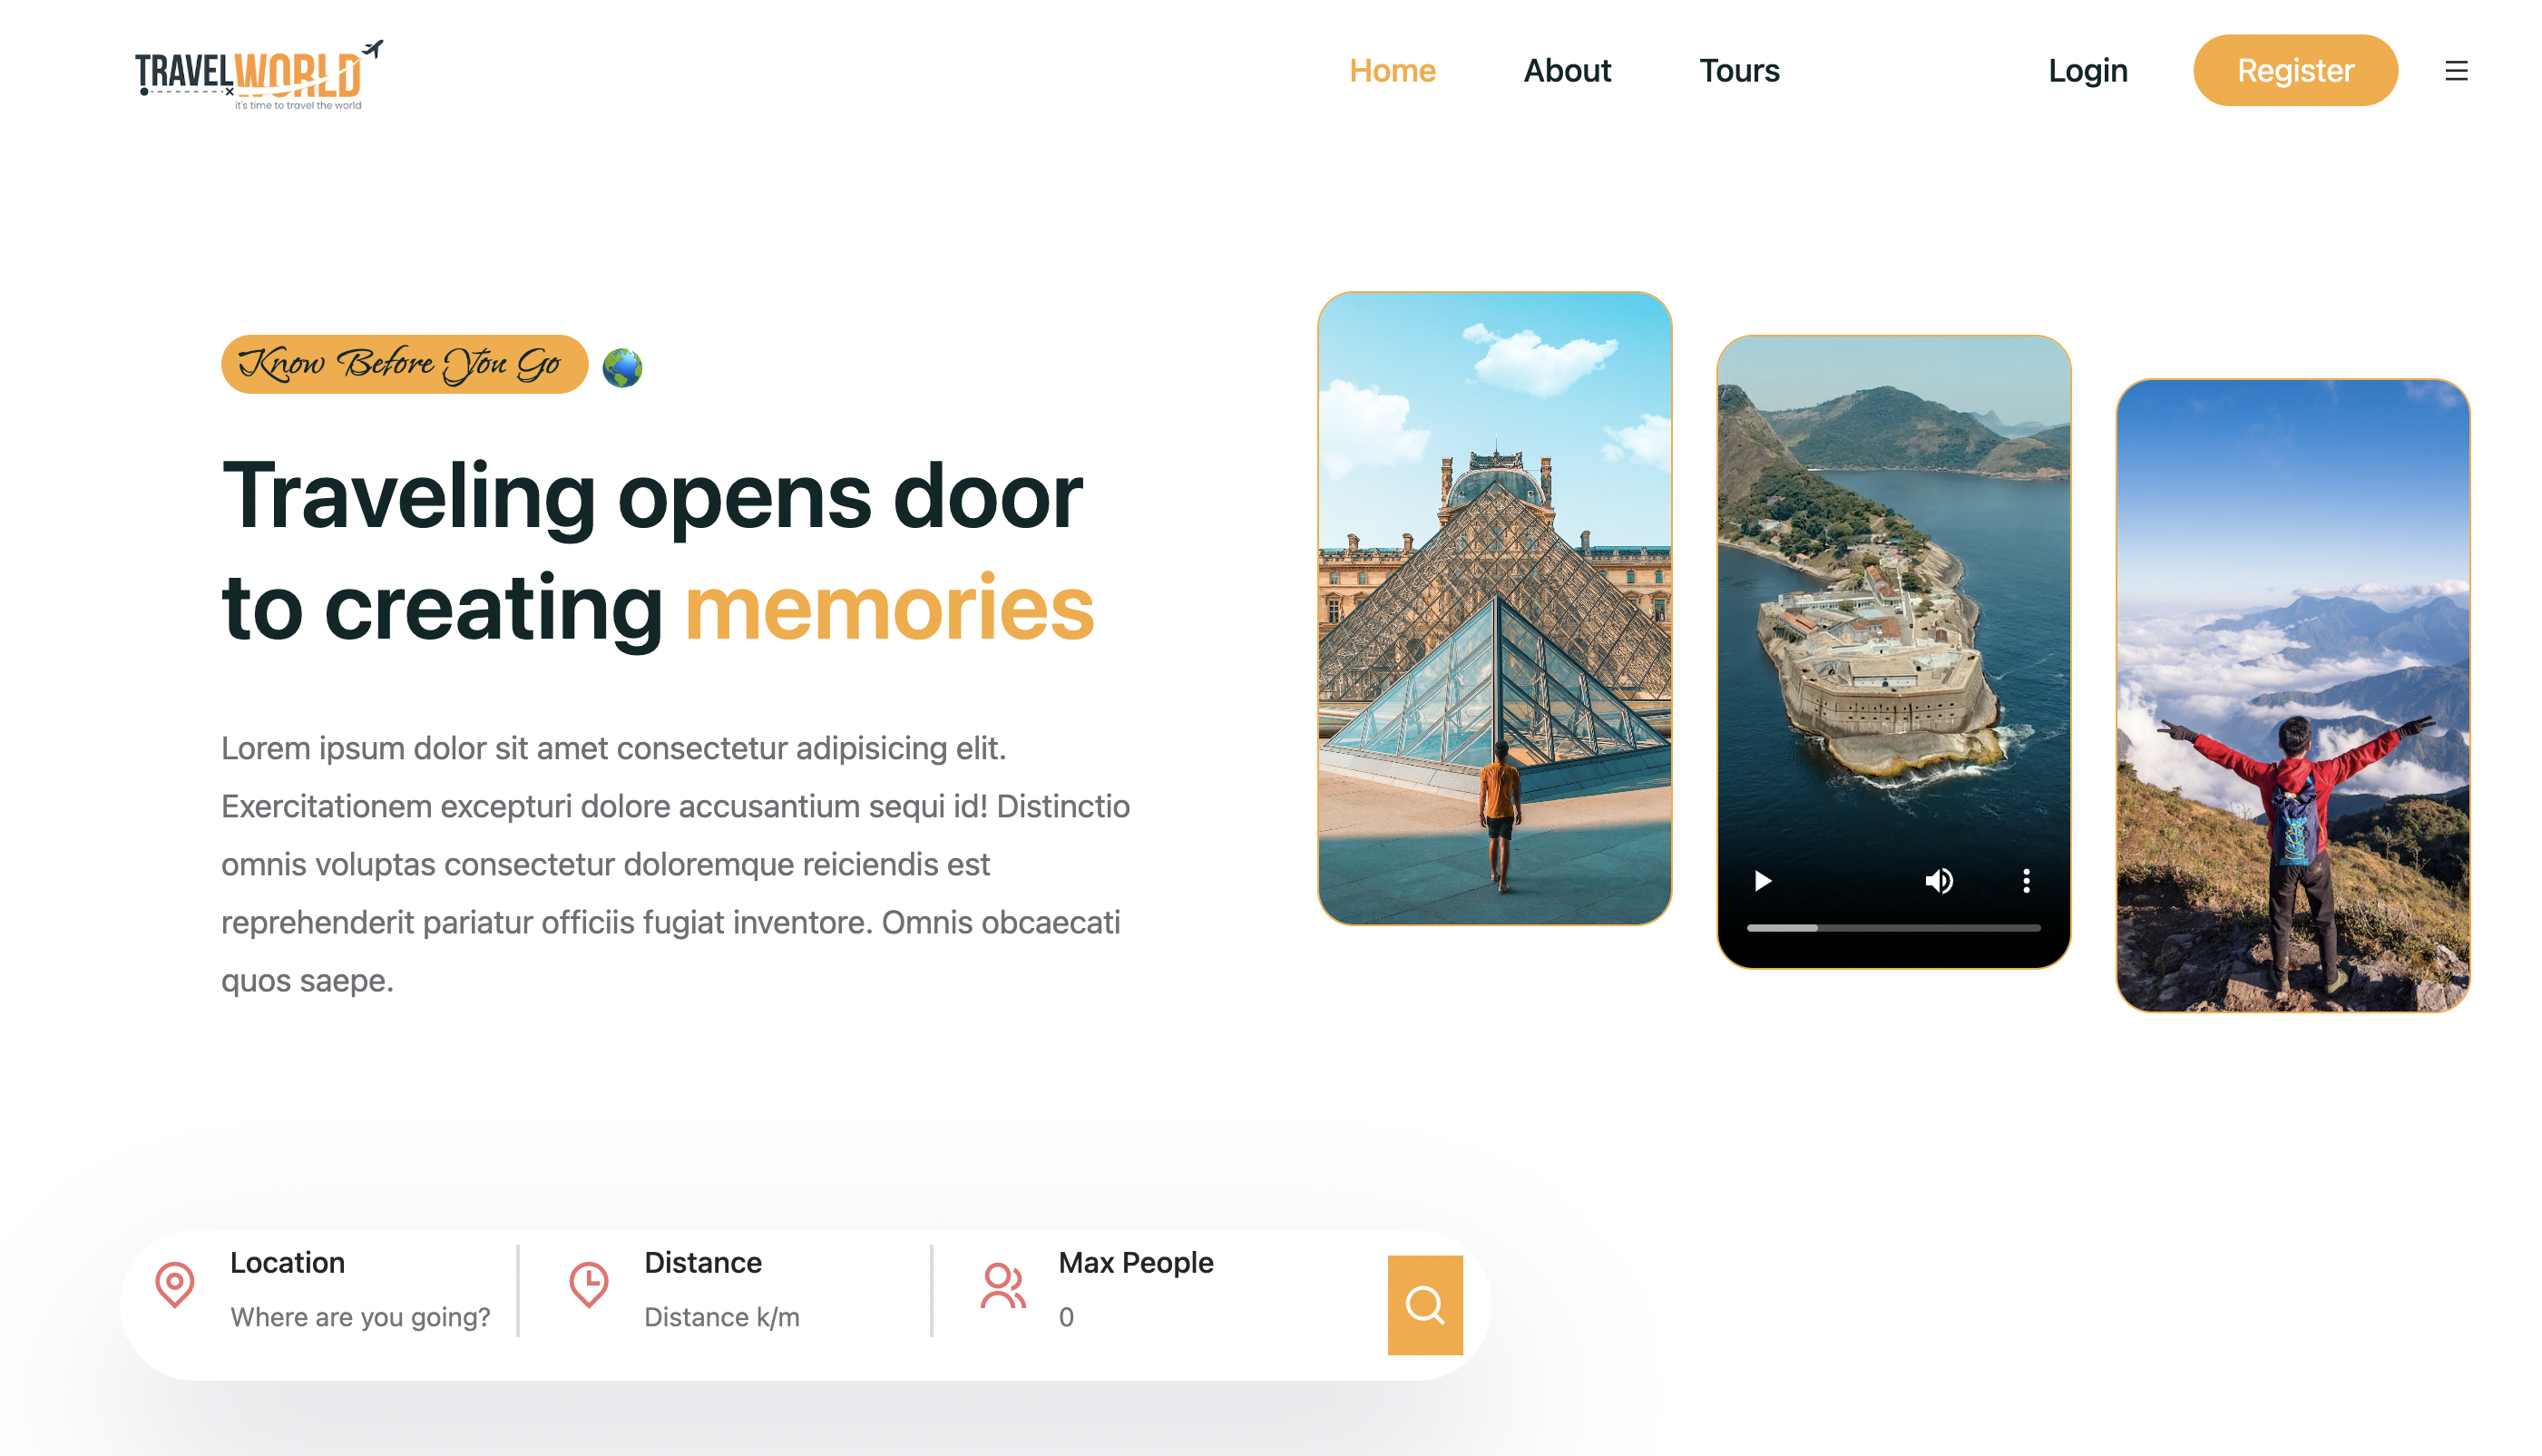 TRAVELWORLD
it's time to travel the world
Home About Tours Login Register
Know Before You Go
Traveling opens door
to creating memories
Lorem ipsum dolor sit amet consectetur adipisicing elit.
Exercitationem excepturi dolore accusantium sequi id! Distinctio
omnis voluptas consectetur doloremque reiciendis est
reprehenderit pariatur officiis fugiat inventore. Omnis obcaecati
quos saepe.
Location
Where are you going?
Distance
Distance k/m
Max People
0